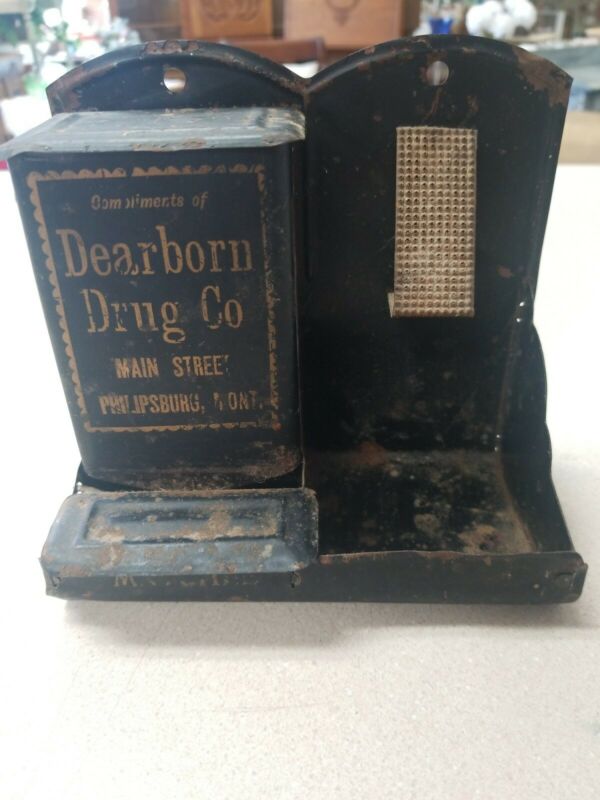 Compliments of
Dearborn
Drug Co
MAIN STREET
PHILIPSBURG, MONT.